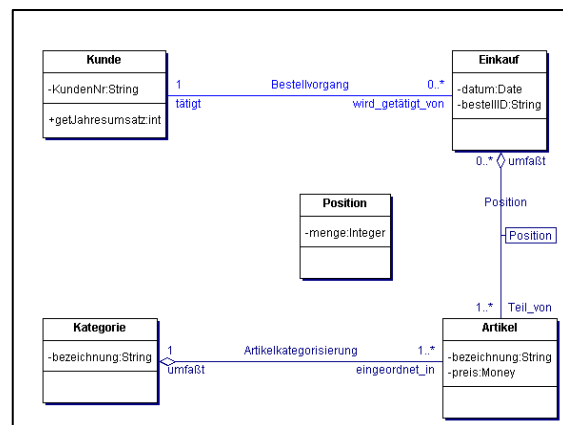 Kunde
-KundenNr:String
+getJahresumsatz:int
1 Bestellvorgang 0..*
tätigt wird_getätigt_von
Einkauf
-datum:Date
-bestellID:String
0..* umfaßt
Position
Position
1..* Teil_von
Position
-menge:Integer
Kategorie
-bezeichnung:String
1 Artikelkategorisierung 1..*
umfaßt eingeordnet_in
Artikel
-bezeichnung:String
-preis:Money